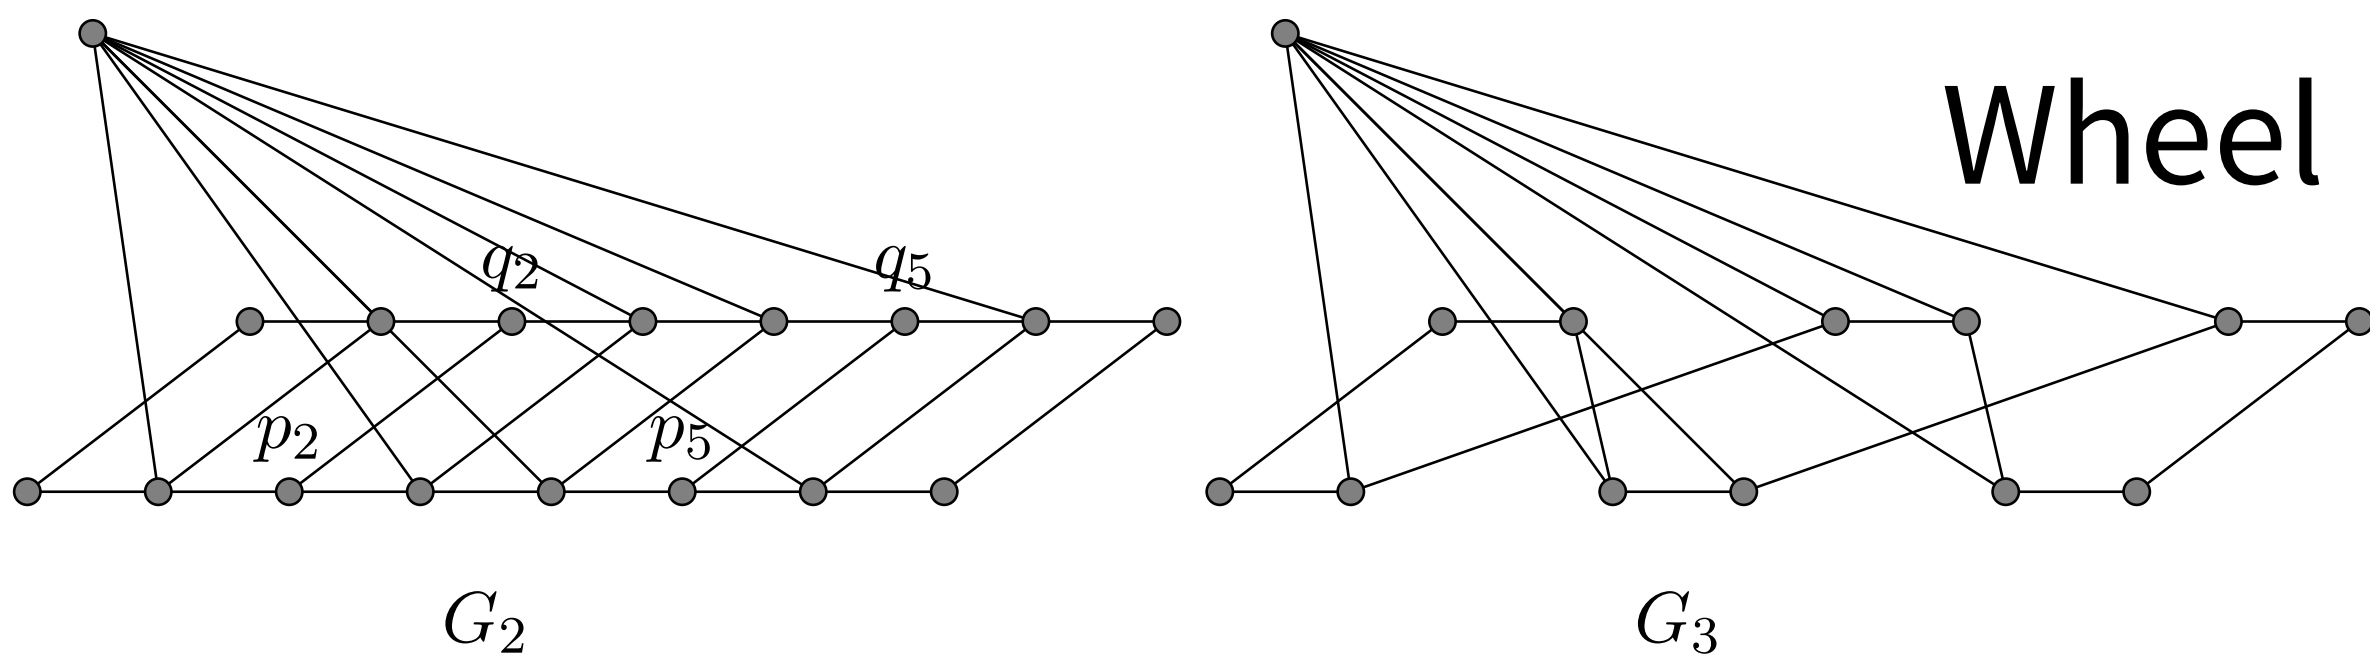 Wheel
q₂ q₅
p₂ p₅
G₂ G₃